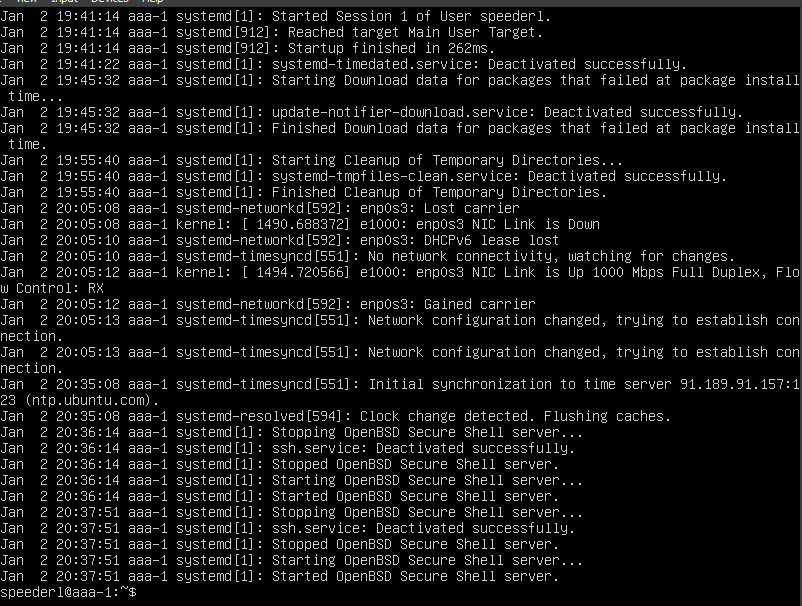 View Input Devices Help
Jan  2 19:41:14 aaa-1 systemd[1]: Started Session 1 of User speederl.
Jan  2 19:41:14 aaa-1 systemd[912]: Reached target Main User Target.
Jan  2 19:41:14 aaa-1 systemd[912]: Startup finished in 262ms.
Jan  2 19:41:22 aaa-1 systemd[1]: systemd-timedated.service: Deactivated successfully.
Jan  2 19:45:32 aaa-1 systemd[1]: Starting Download data for packages that failed at package install
 time...
Jan  2 19:45:32 aaa-1 systemd[1]: update-notifier-download.service: Deactivated successfully.
Jan  2 19:45:32 aaa-1 systemd[1]: Finished Download data for packages that failed at package install
 time.
Jan  2 19:55:40 aaa-1 systemd[1]: Starting Cleanup of Temporary Directories...
Jan  2 19:55:40 aaa-1 systemd[1]: systemd-tmpfiles-clean.service: Deactivated successfully.
Jan  2 19:55:40 aaa-1 systemd[1]: Finished Cleanup of Temporary Directories.
Jan  2 20:05:08 aaa-1 systemd-networkd[592]: enp0s3: Lost carrier
Jan  2 20:05:08 aaa-1 kernel: [ 1490.688372] e1000: enp0s3 NIC Link is Down
Jan  2 20:05:10 aaa-1 systemd-networkd[592]: enp0s3: DHCPv6 lease lost
Jan  2 20:05:10 aaa-1 systemd-timesyncd[551]: No network connectivity, watching for changes.
Jan  2 20:05:12 aaa-1 kernel: [ 1494.720566] e1000: enp0s3 NIC Link is Up 1000 Mbps Full Duplex, Flo
w Control: RX
Jan  2 20:05:12 aaa-1 systemd-networkd[592]: enp0s3: Gained carrier
Jan  2 20:05:13 aaa-1 systemd-timesyncd[551]: Network configuration changed, trying to establish con
nection.
Jan  2 20:05:13 aaa-1 systemd-timesyncd[551]: Network configuration changed, trying to establish con
nection.
Jan  2 20:35:08 aaa-1 systemd-timesyncd[551]: Initial synchronization to time server 91.189.91.157:1
23 (ntp.ubuntu.com).
Jan  2 20:35:08 aaa-1 systemd-resolved[594]: Clock change detected. Flushing caches.
Jan  2 20:36:14 aaa-1 systemd[1]: Stopping OpenBSD Secure Shell server...
Jan  2 20:36:14 aaa-1 systemd[1]: ssh.service: Deactivated successfully.
Jan  2 20:36:14 aaa-1 systemd[1]: Stopped OpenBSD Secure Shell server.
Jan  2 20:36:14 aaa-1 systemd[1]: Starting OpenBSD Secure Shell server...
Jan  2 20:36:14 aaa-1 systemd[1]: Started OpenBSD Secure Shell server.
Jan  2 20:37:51 aaa-1 systemd[1]: Stopping OpenBSD Secure Shell server...
Jan  2 20:37:51 aaa-1 systemd[1]: ssh.service: Deactivated successfully.
Jan  2 20:37:51 aaa-1 systemd[1]: Stopped OpenBSD Secure Shell server.
Jan  2 20:37:51 aaa-1 systemd[1]: Starting OpenBSD Secure Shell server...
Jan  2 20:37:51 aaa-1 systemd[1]: Started OpenBSD Secure Shell server.
speederl@aaa-1:~$